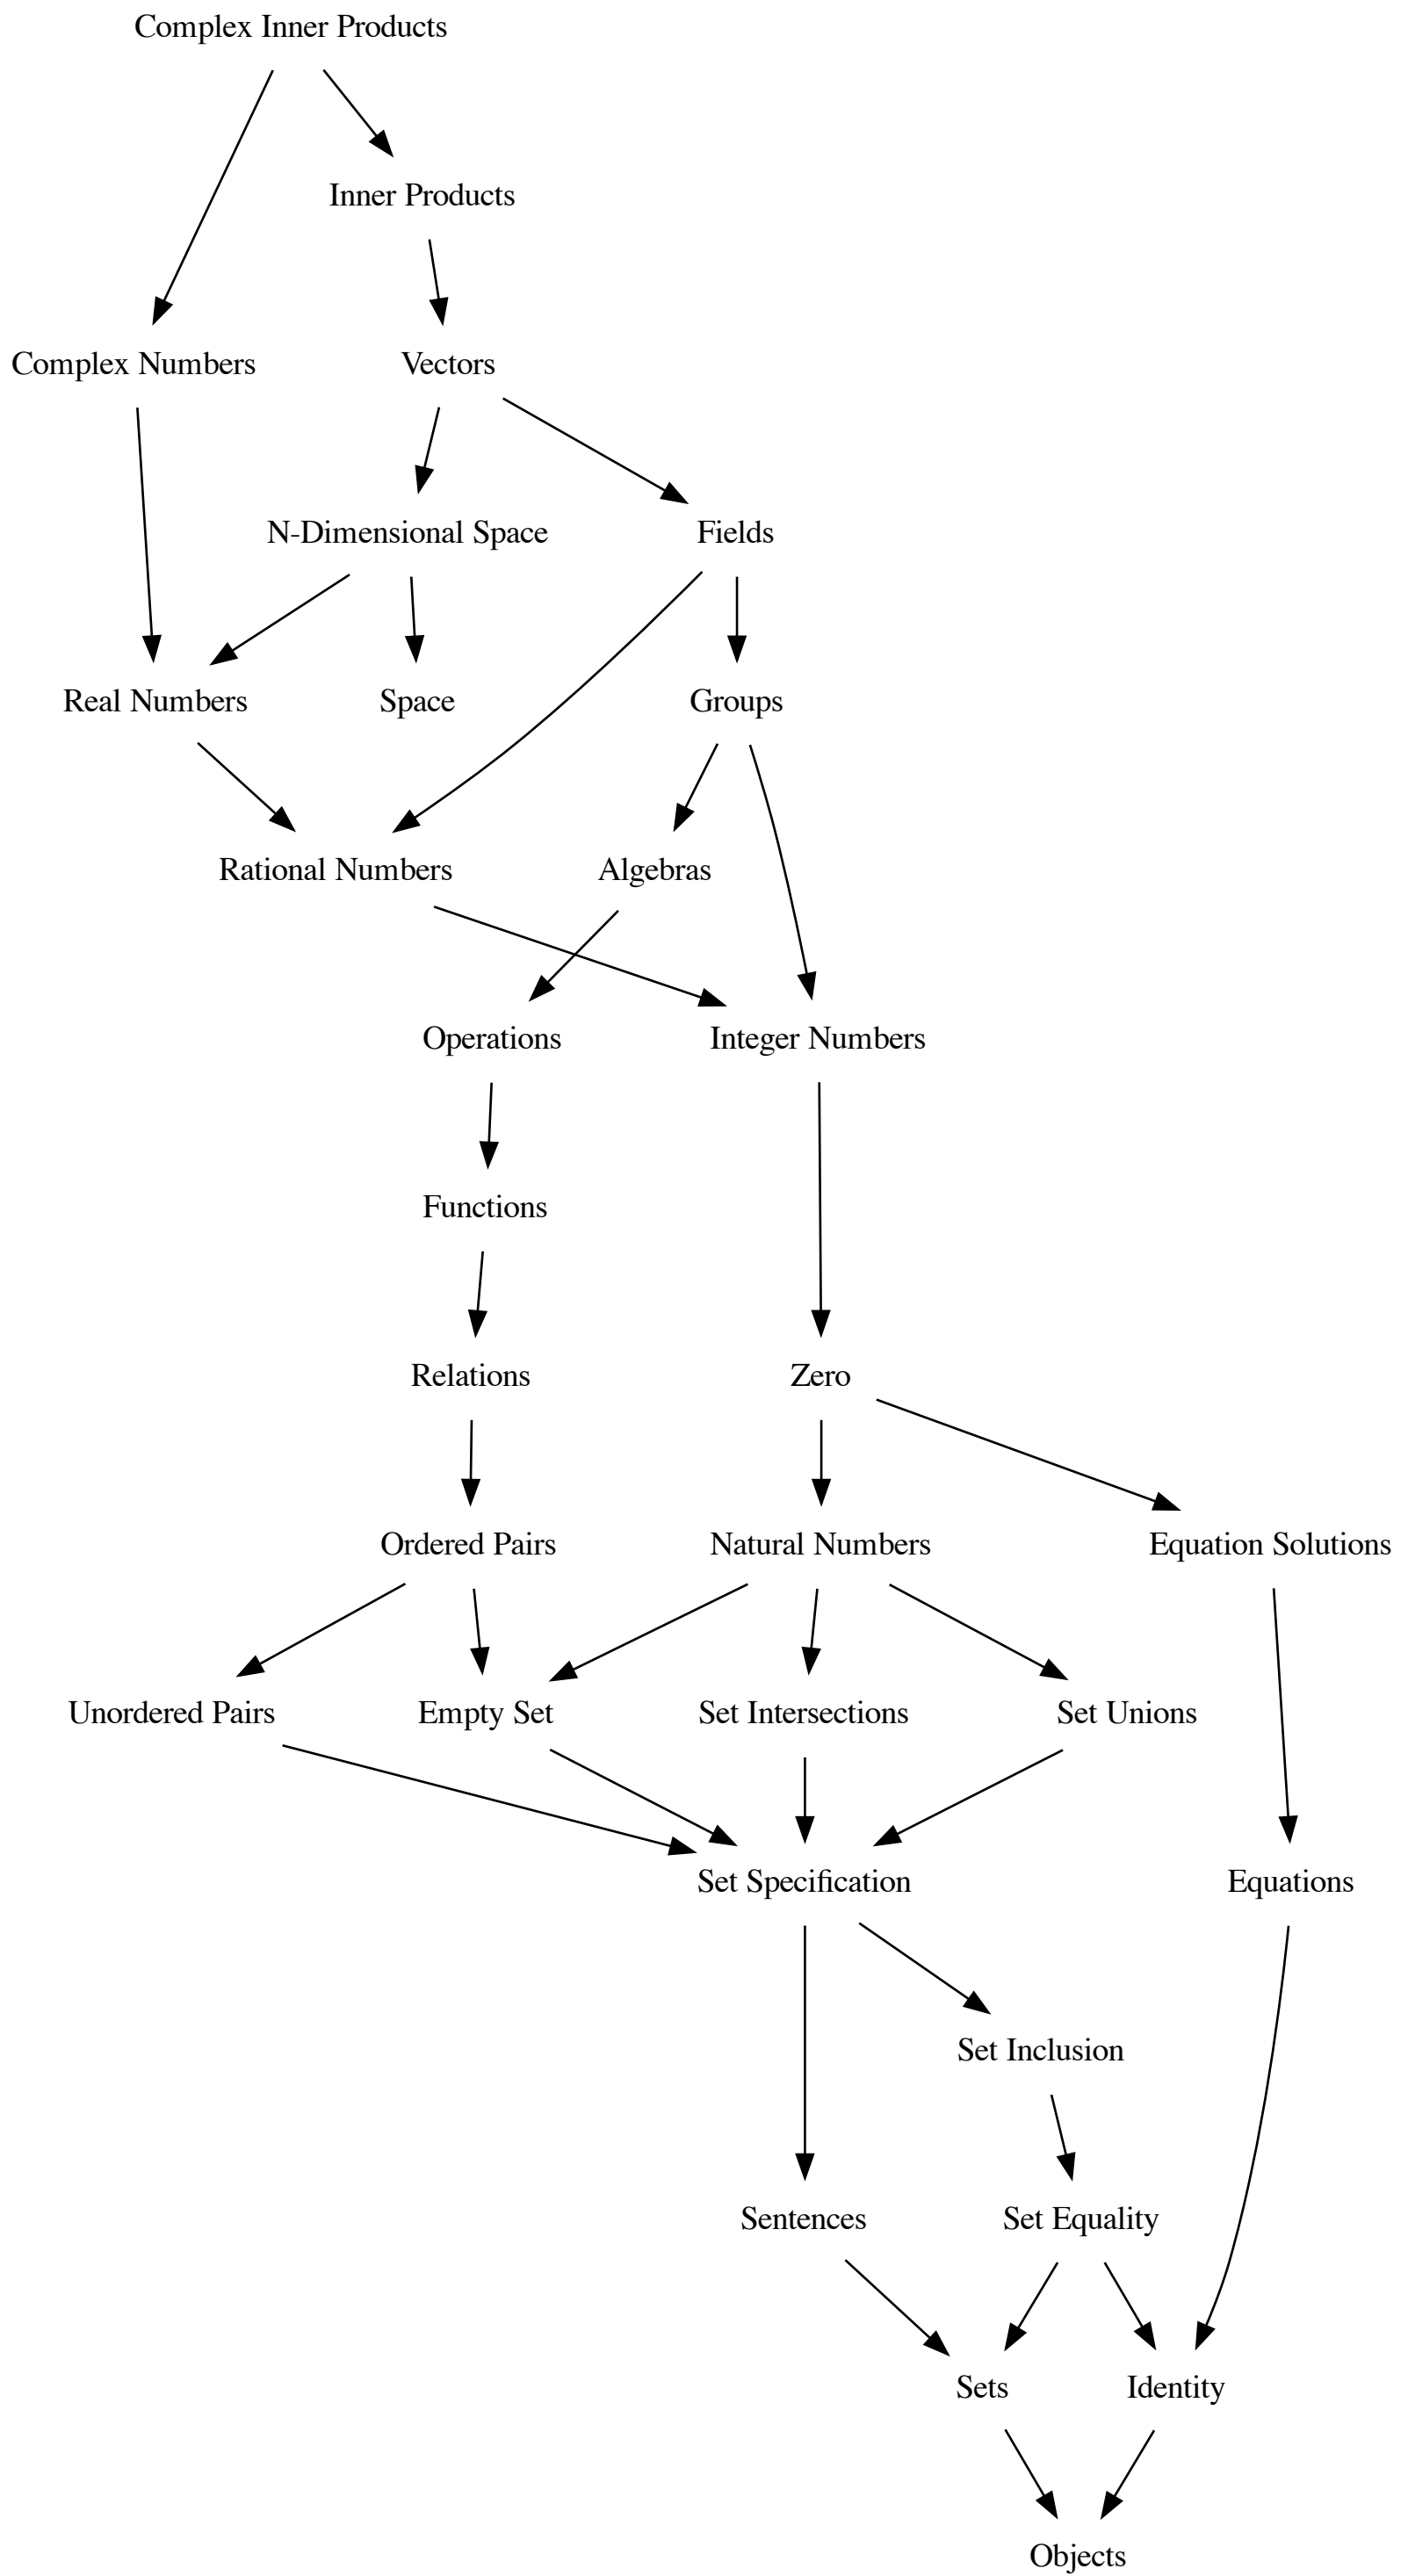 Complex Inner Products
Inner Products
Complex Numbers
Vectors
N-Dimensional Space
Fields
Real Numbers
Space
Groups
Rational Numbers
Algebras
Operations
Integer Numbers
Functions
Relations
Zero
Ordered Pairs
Natural Numbers
Equation Solutions
Unordered Pairs
Empty Set
Set Intersections
Set Unions
Set Specification
Equations
Set Inclusion
Sentences
Set Equality
Sets
Identity
Objects